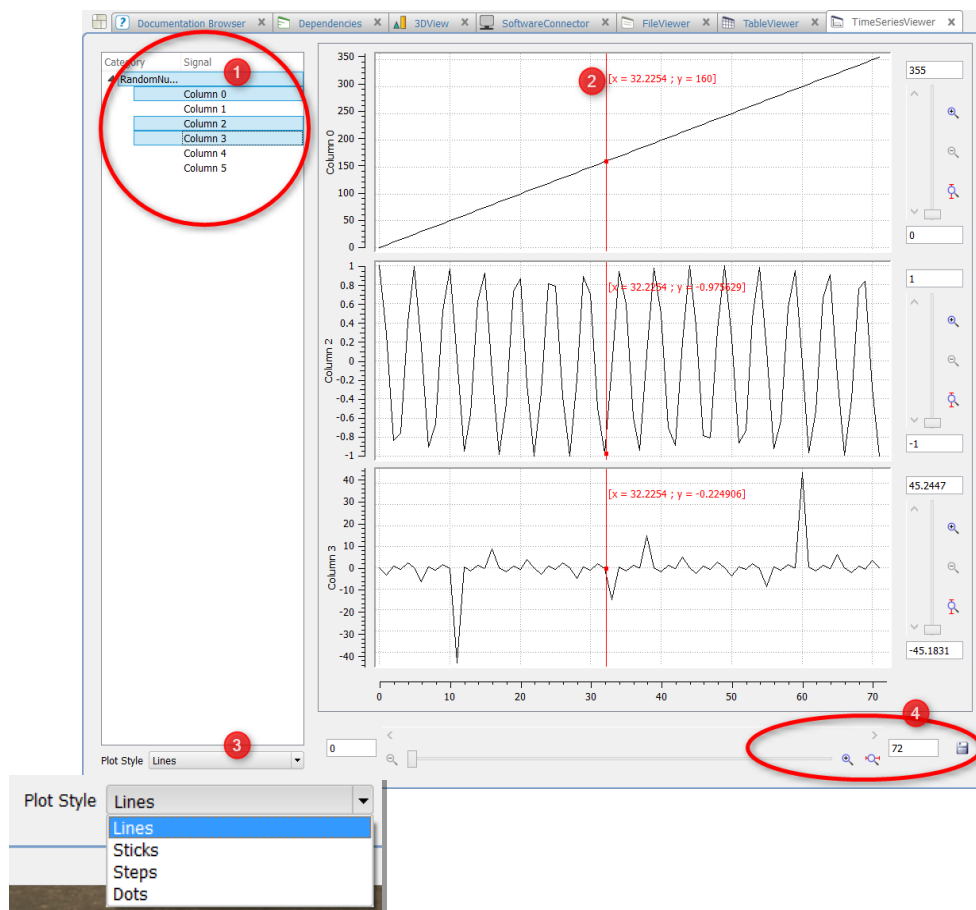 Documentation Browser
Dependencies
3DView
SoftwareConnector
FileViewer
TableViewer
TimeSeriesViewer
Category Signal
1
RandomNu...
Column 0
Column 1
Column 2
Column 3
Column 4
Column 5
350
300
250
200
150
100
50
0
Column 0
2
[x = 32.2254 ; y = 160]
355
0
1
0.8
0.6
0.4
0.2
0
-0.2
-0.4
-0.6
-0.8
-1
Column 2
[x = 32.2254 ; y = -0.975629]
1
-1
40
30
20
10
0
-10
-20
-30
-40
Column 3
[x = 32.2254 ; y = -0.224906]
45.2447
-45.1831
0 10 20 30 40 50 60 70
4
3
0
72
Plot Style Lines
Plot Style Lines
Lines
Sticks
Steps
Dots